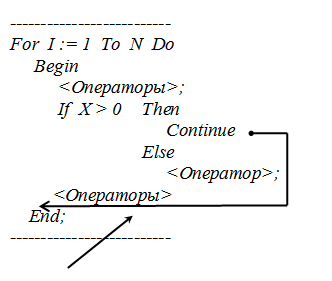 ---------------------------
For I := 1 To N Do
Begin
<Операторы>;
If X > 0 Then
Continue
Else
<Оператор>;
<Операторы>
End;
---------------------------